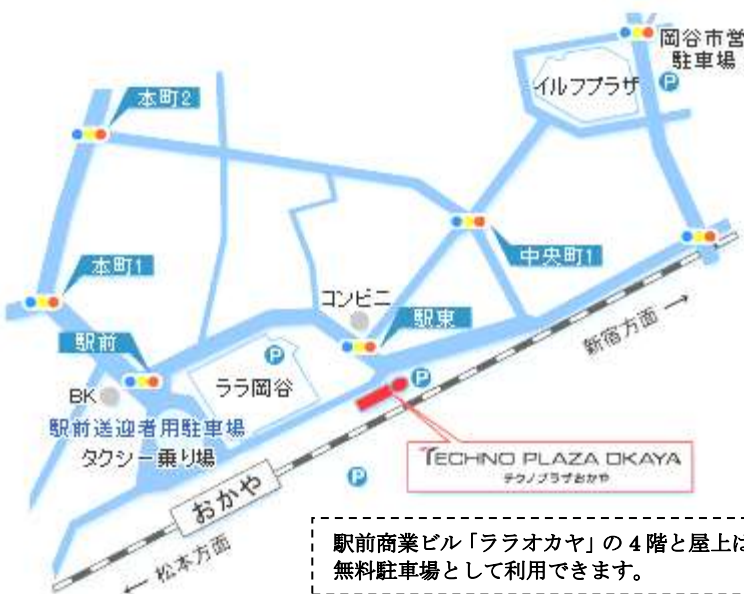 岡谷市営
駐車場
P
イルフプラザ
本町2
中央町1
本町1
コンビニ
駅東
駅前
新宿方面
P
ララ岡谷
P
BK
駅前送迎者用駐車場
タクシー乗り場
TECHNO PLAZA OKAYA
テクノプラザおかや
P
おかや
松本方面
駅前商業ビル「ララオカヤ」の4階と屋上は
無料駐車場として利用できます。